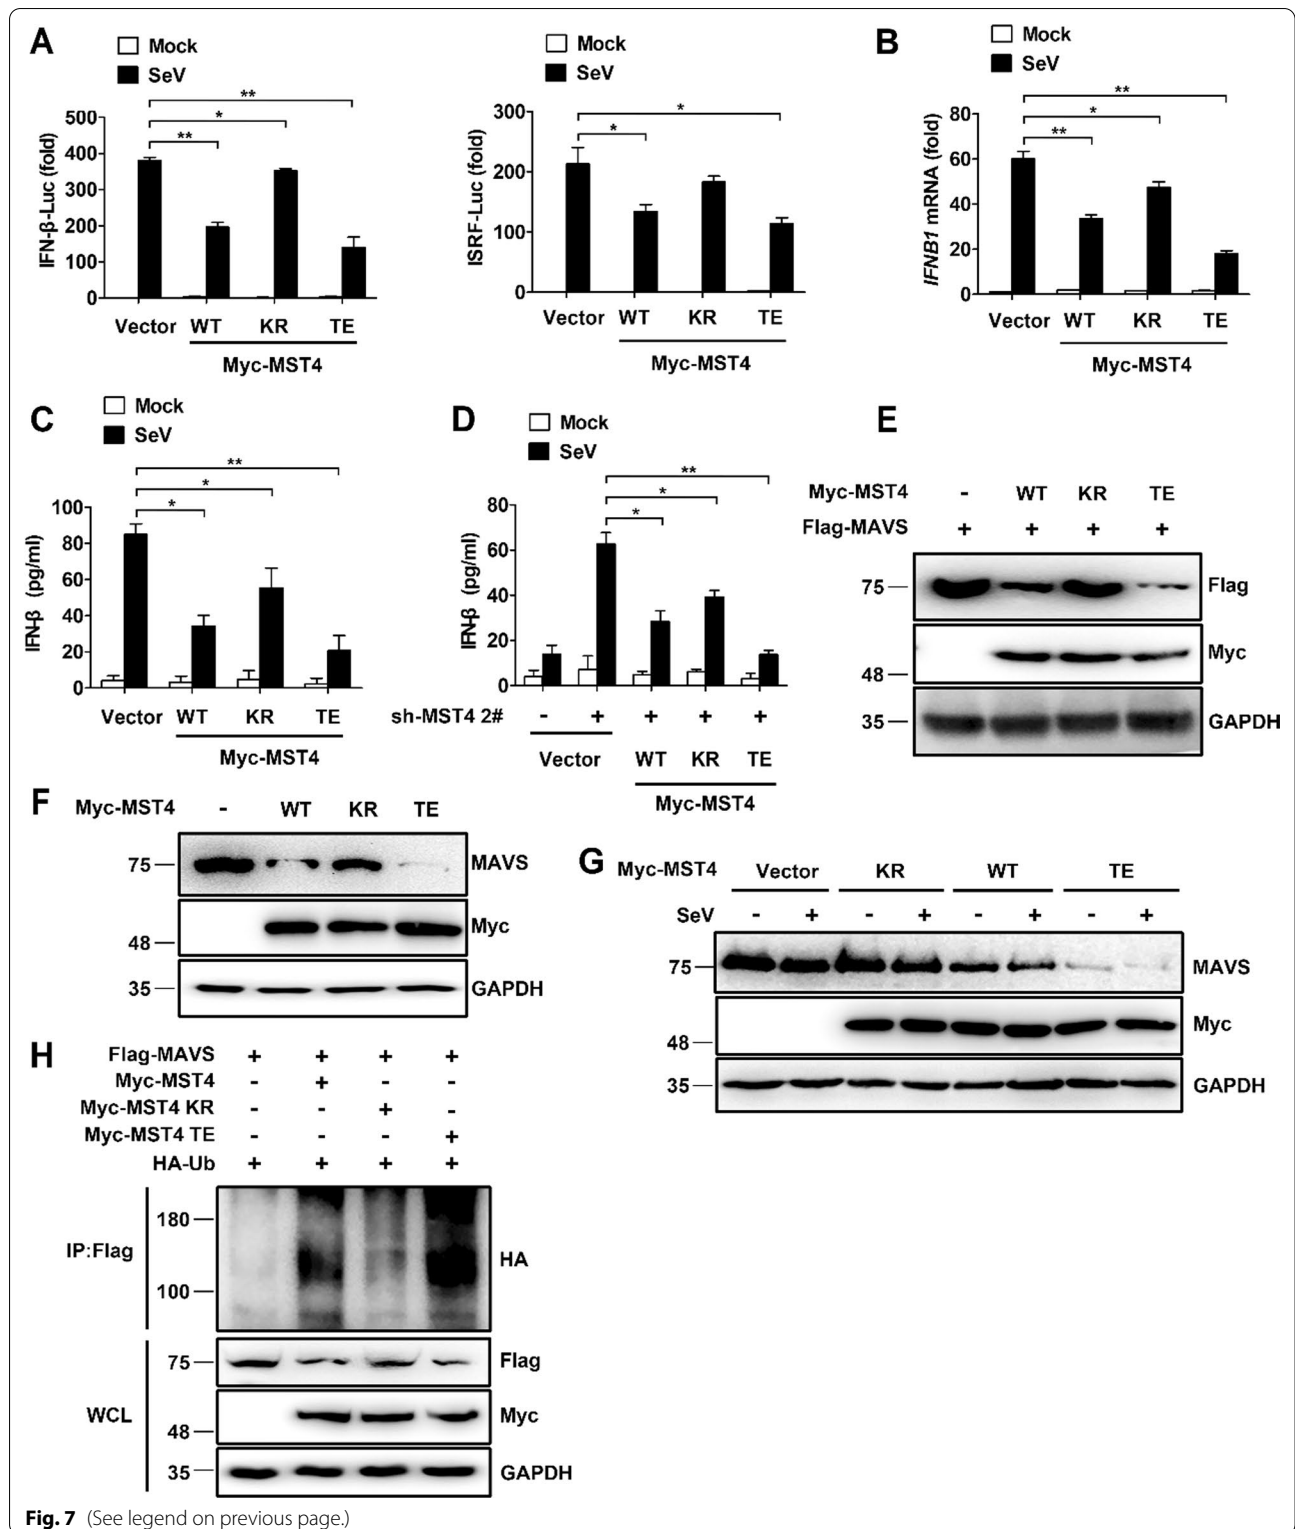 A
Mock
SeV
**
*
**
IFN-β-Luc (fold)
500
400
300
200
100
0
Vector WT KR TE
Myc-MST4
Mock
SeV
*
*
ISRF-Luc (fold)
300
200
100
0
Vector WT KR TE
Myc-MST4
B
Mock
SeV
**
*
**
IFNB1 mRNA (fold)
80
60
40
20
0
Vector WT KR TE
Myc-MST4
C
Mock
SeV
**
*
*
IFN-β (pg/ml)
100
80
60
40
20
0
Vector WT KR TE
Myc-MST4
D
Mock
SeV
**
*
*
IFN-β (pg/ml)
80
60
40
20
0
sh-MST4 2# - + + + +
Vector WT KR TE
Myc-MST4
E
Myc-MST4 - WT KR TE
Flag-MAVS + + + +
75 Flag
Myc
48
35 GAPDH
F
Myc-MST4 - WT KR TE
75 MAVS
Myc
48
35 GAPDH
G
Myc-MST4 Vector KR WT TE
SeV - + - + - + - +
75 MAVS
Myc
48
35 GAPDH
H
Flag-MAVS + + + +
Myc-MST4 - + - -
Myc-MST4 KR - - + -
Myc-MST4 TE - - - +
HA-Ub + + + +
IP:Flag
180
HA
100
WCL
75 Flag
Myc
48
35 GAPDH
Fig. 7 (See legend on previous page.)